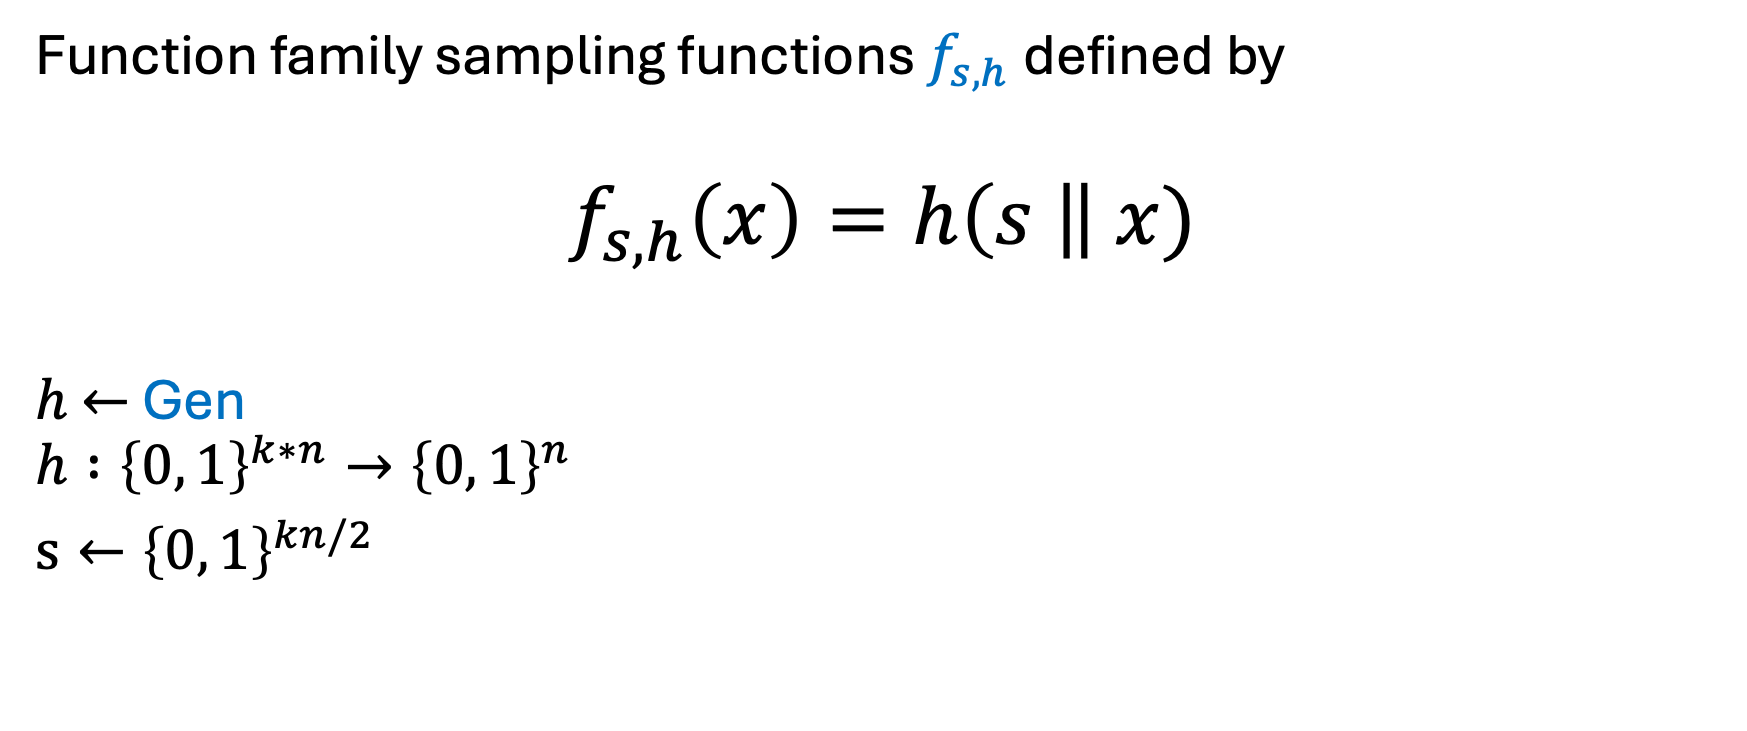 Function family sampling functions f_{s,h} defined by
f_{s,h}(x) = h(s ∥ x)
h ← Gen
h : {0, 1}^{k∗n} → {0, 1}^n
s ← {0, 1}^{kn/2}